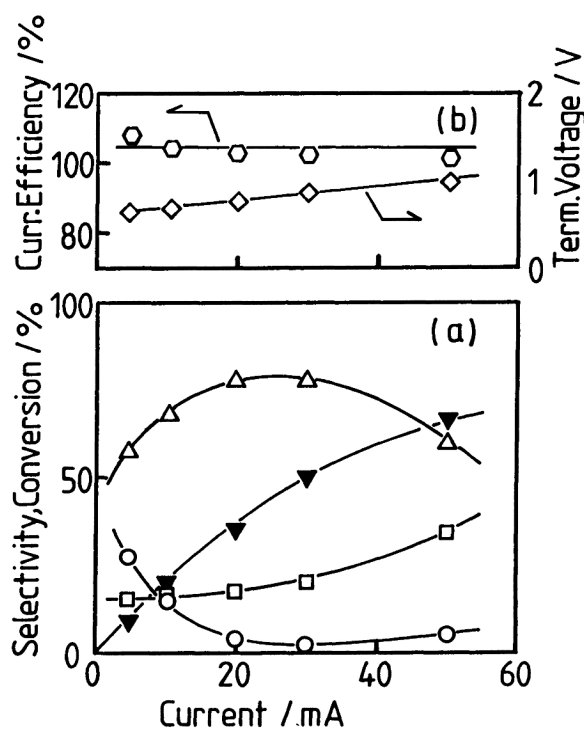 Curr.Efficiency /%
120
100
80
(b)
2
1
0
Term.Voltage / V
Selectivity,Conversion /%
100
50
0
(a)
0
20
40
60
Current /.mA